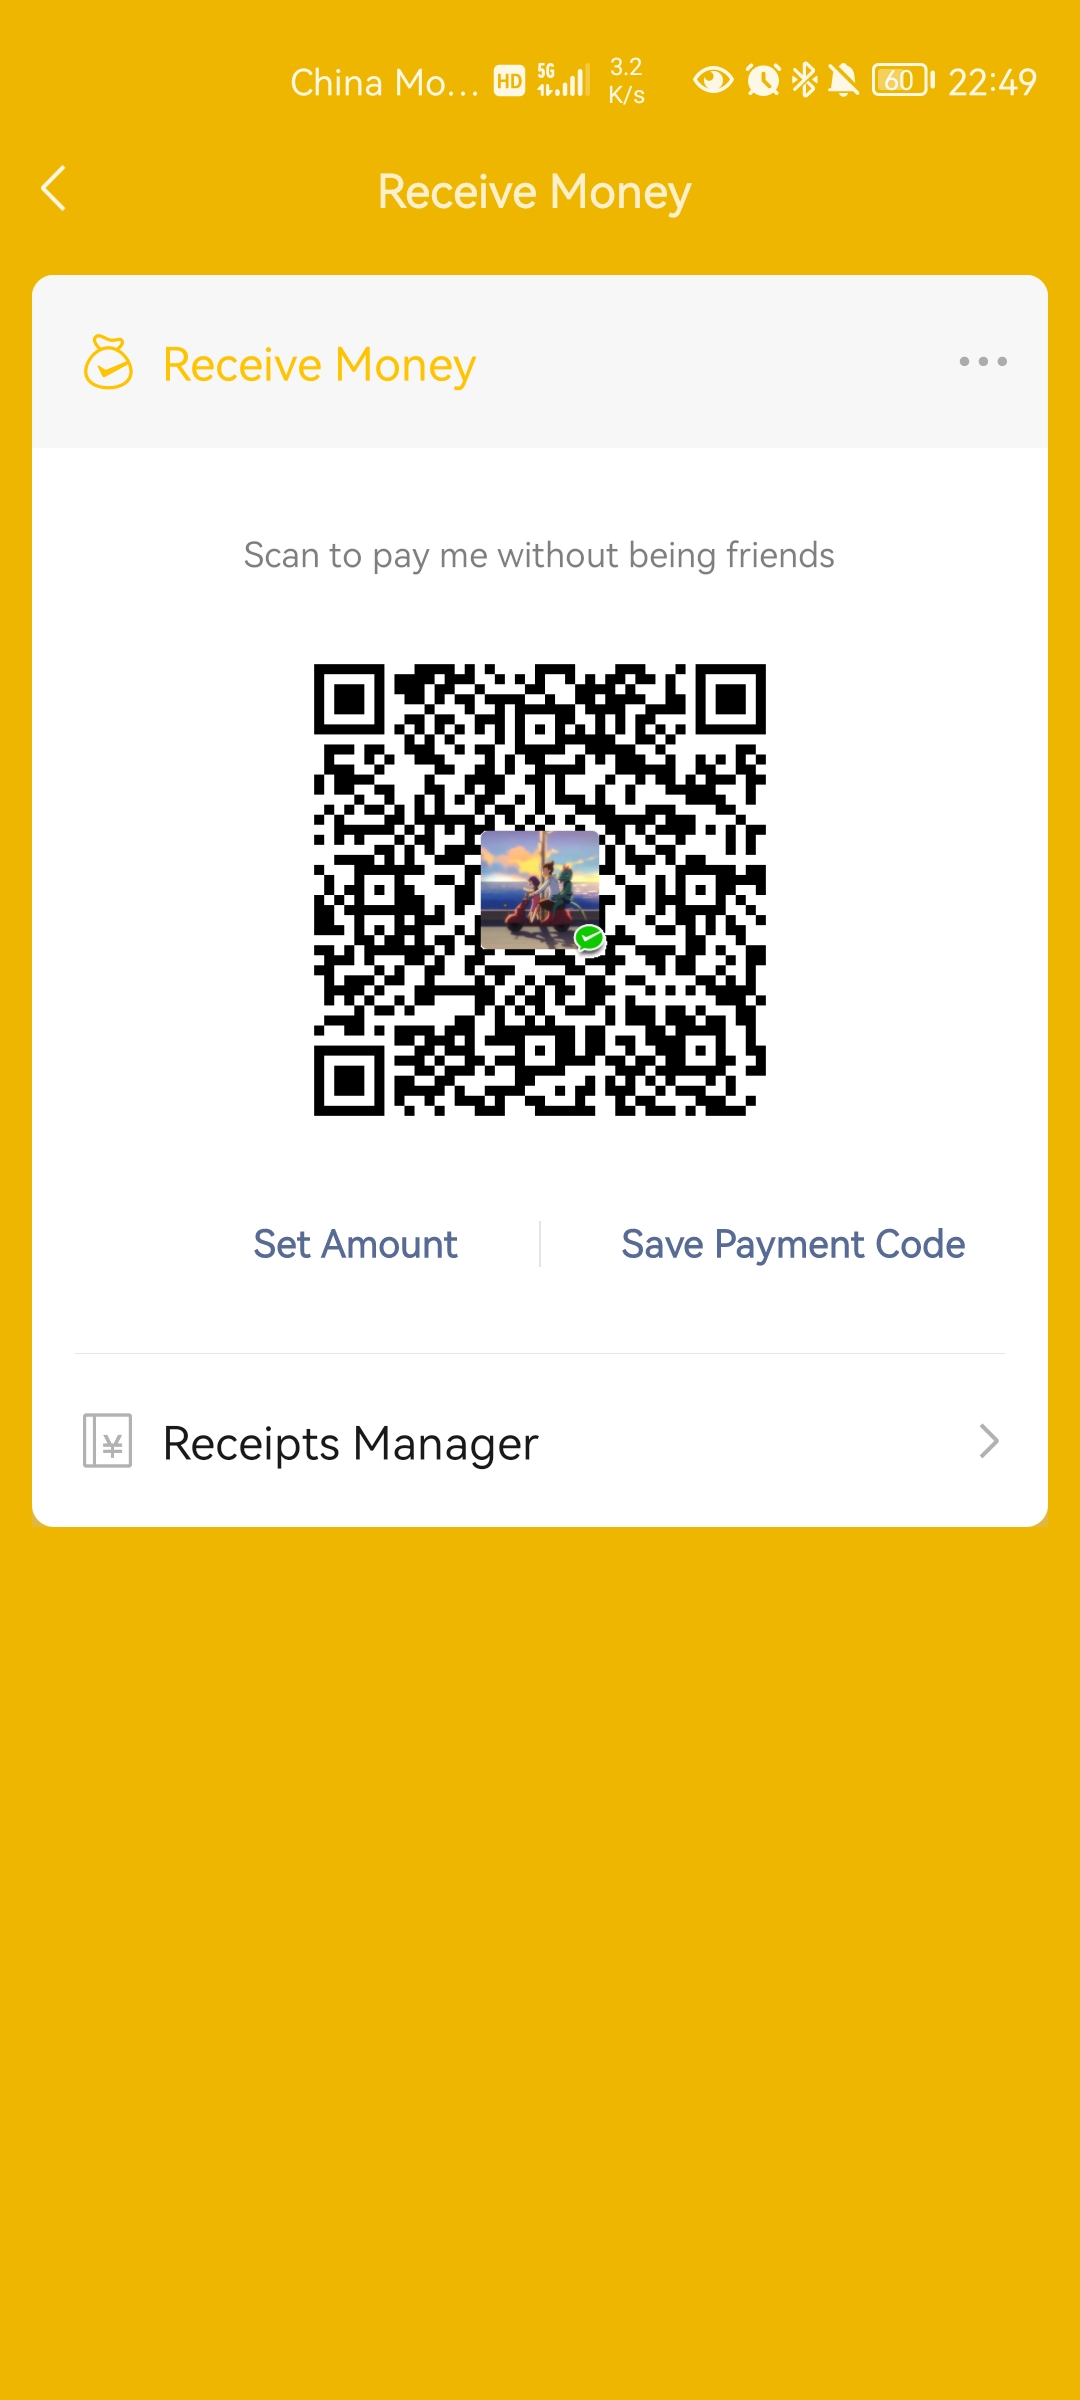 China Mo... HD 5G 3.2 K/s 60 22:49
Receive Money
Receive Money
Scan to pay me without being friends
Set Amount Save Payment Code
¥ Receipts Manager